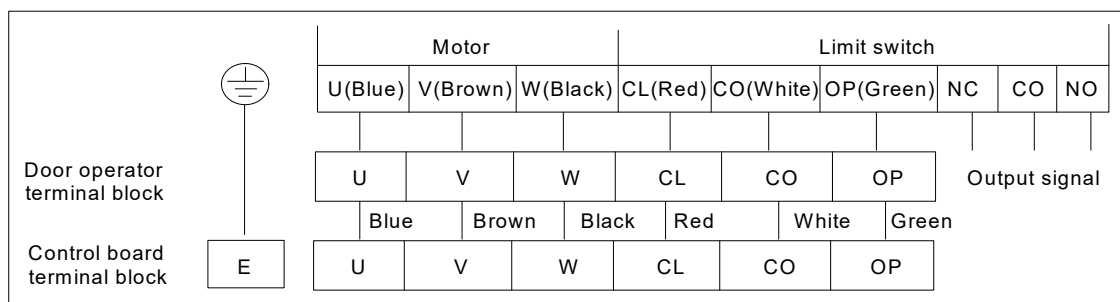 Motor Limit switch
U(Blue) V(Brown) W(Black) CL(Red) CO(White) OP(Green) NC CO NO
Door operator
terminal block
U V W CL CO OP Output signal
Blue Brown Black Red White Green
Control board
terminal block
E U V W CL CO OP